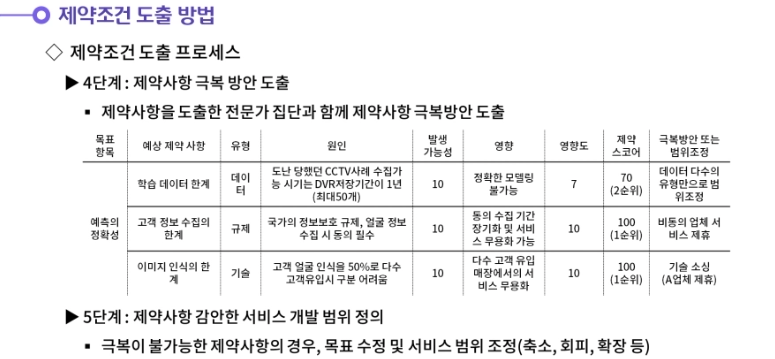 제약조건 도출 방법
◇ 제약조건 도출 프로세스
▶ 4단계 : 제약사항 극복 방안 도출
▪ 제약사항을 도출한 전문가 집단과 함께 제약사항 극복방안 도출
목표 항목 예상 제약 사항 유형 원인 발생 가능성 영향 영향도 제약 스코어 극복방안 또는 범위조정
예측의 정확성
학습 데이터 한계 데이터 도난 당했던 CCTV사례 수집가능 시기는 DVR저장기간이 1년 (최대50개) 10 정확한 모델링 불가능 7 70 (2순위) 데이터 다수의 유형만으로 범위조정
고객 정보 수집의 한계 규제 국가의 정보보호 규제, 얼굴 정보 수집 시 동의 필수 10 동의 수집 기간 장기화 및 서비스 무용화 가능 10 100 (1순위) 비동의 업체 서비스 제휴
이미지 인식의 한계 기술 고객 얼굴 인식을 50%로 다수 고객유입시 구분 어려움 10 다수 고객 유입 매장에서의 서비스 무용화 10 100 (1순위) 기술 소싱 (A업체 제휴)
▶ 5단계 : 제약사항 감안한 서비스 개발 범위 정의
▪ 극복이 불가능한 제약사항의 경우, 목표 수정 및 서비스 범위 조정(축소, 회피, 확장 등)